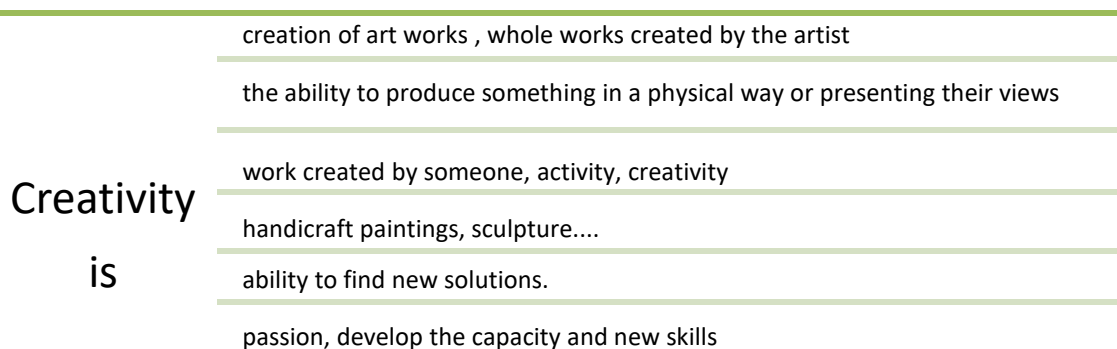 Creativity
is
creation of art works , whole works created by the artist
the ability to produce something in a physical way or presenting their views
work created by someone, activity, creativity
handicraft paintings, sculpture....
ability to find new solutions.
passion, develop the capacity and new skills